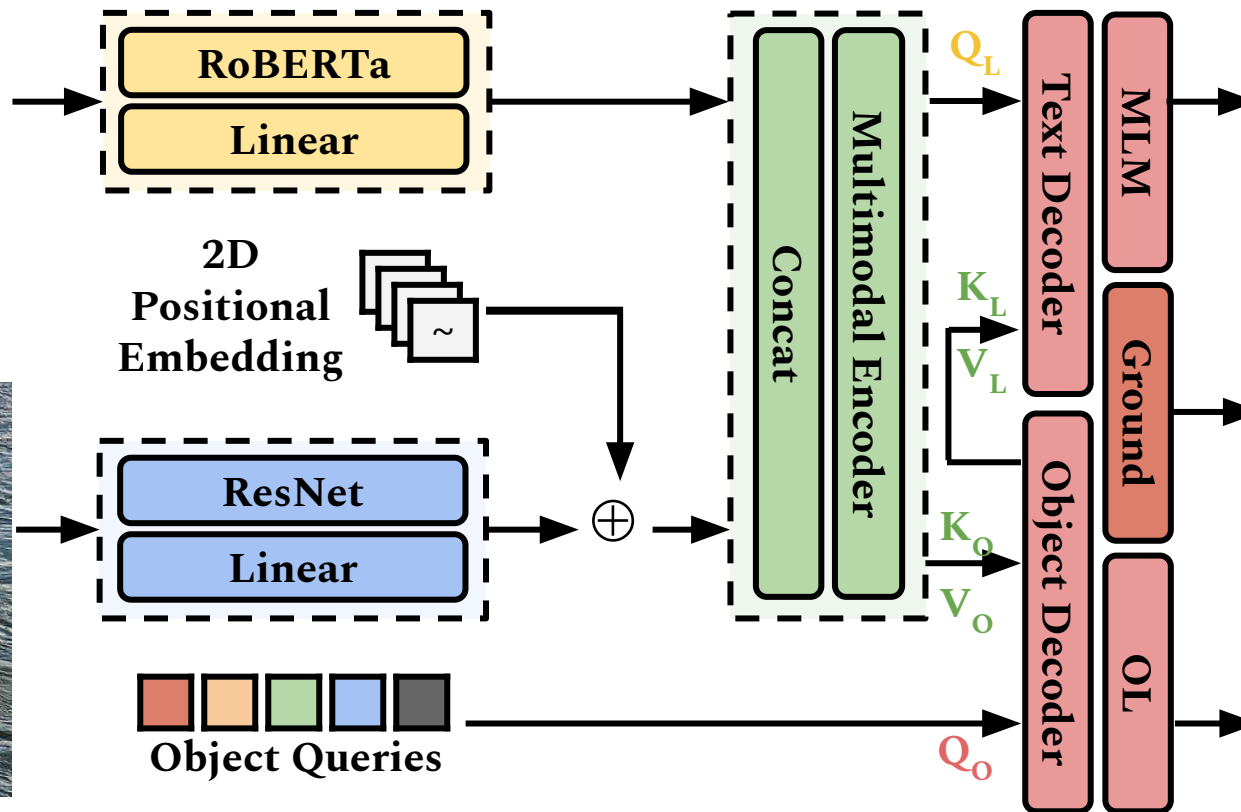 RoBERTa
Linear
2D
Positional
Embedding
~
ResNet
Linear
Object Queries
Concat
Multimodal Encoder
Q_L
K_L
V_L
K_O
V_O
Q_O
Text Decoder
Object Decoder
MLM
Ground
OL